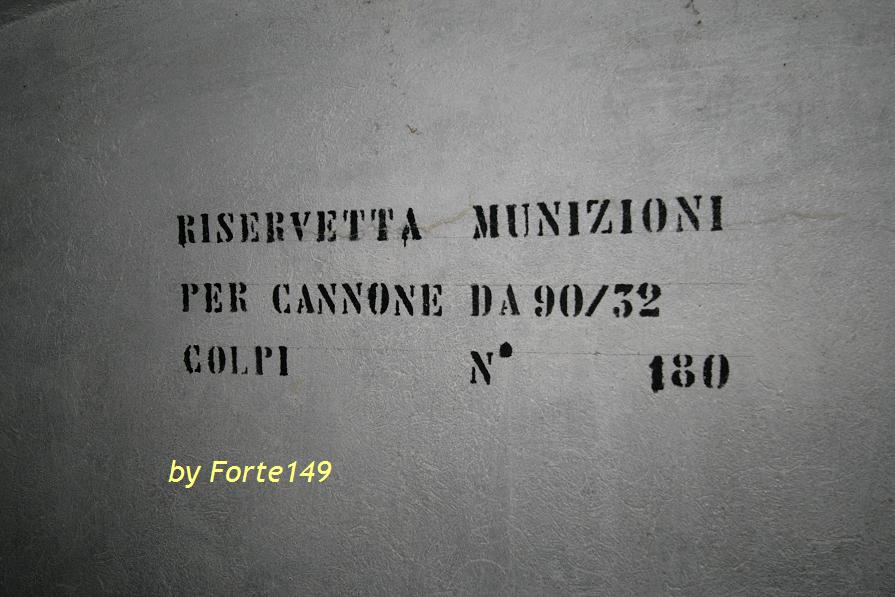 RISERVETTA MUNIZIONI
PER CANNONE DA 90/32
COLPI N° 180
by Forte149